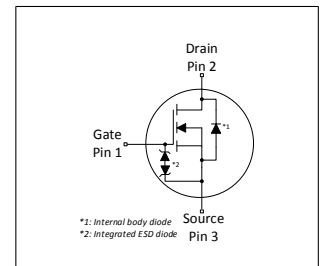 Drain
Pin 2
*1
Gate
Pin 1
*2
*1: Internal body diode
*2: Integrated ESD diode
Source
Pin 3